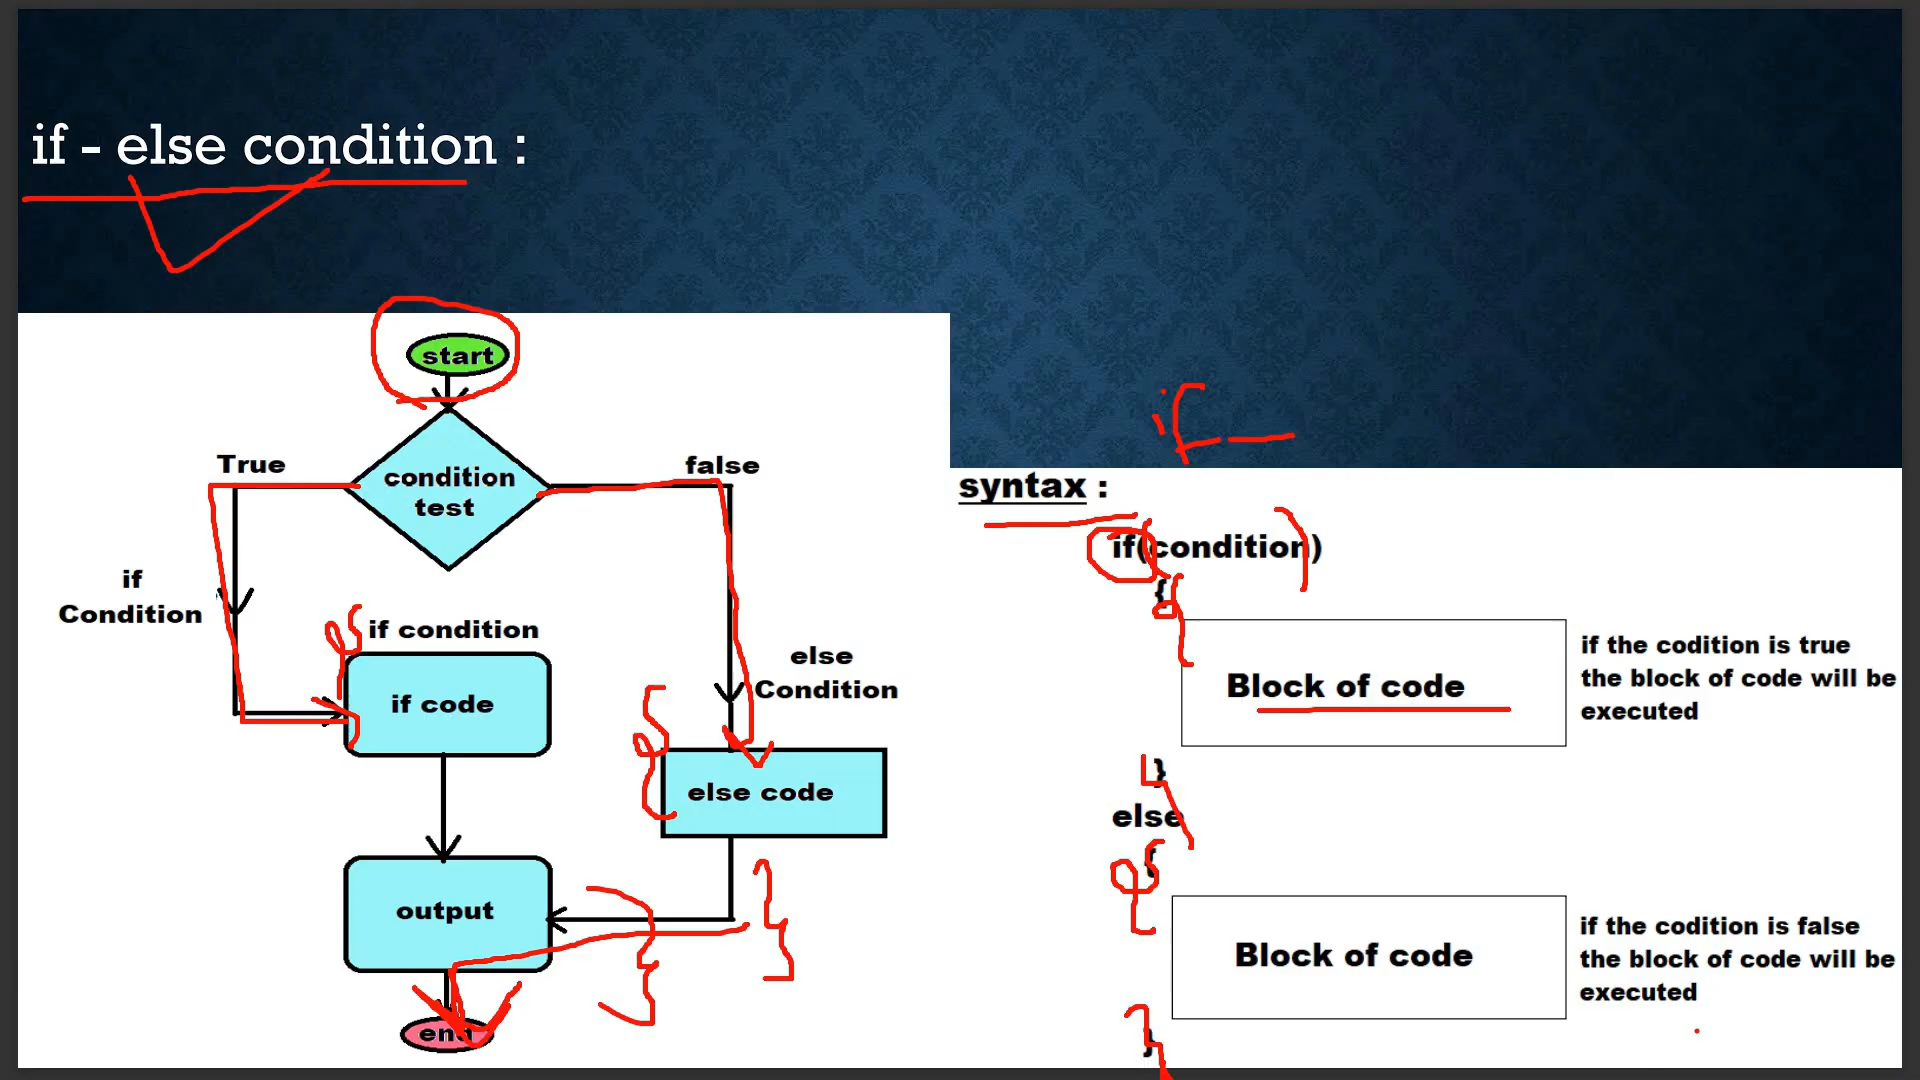 if - else condition :
start
condition
test
True
false
if
Condition
if condition
if code
else
Condition
else code
output
end
if
syntax :
if(condition)
{
Block of code
if the codition is true
the block of code will be
executed
}
else
{
Block of code
if the codition is false
the block of code will be
executed
}